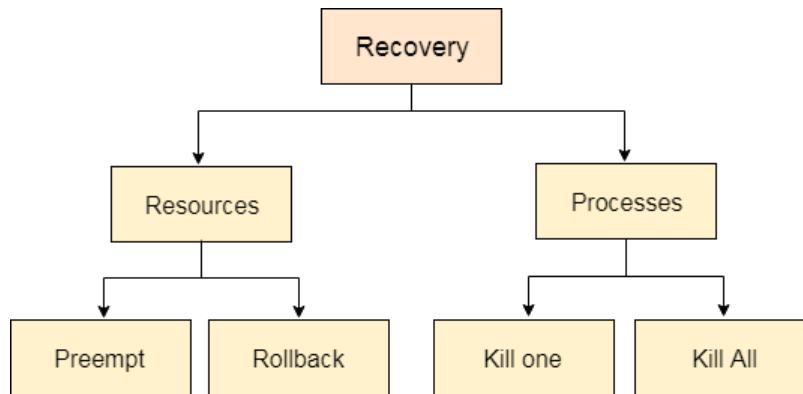 Recovery
Resources
Processes
Preempt
Rollback
Kill one
Kill All